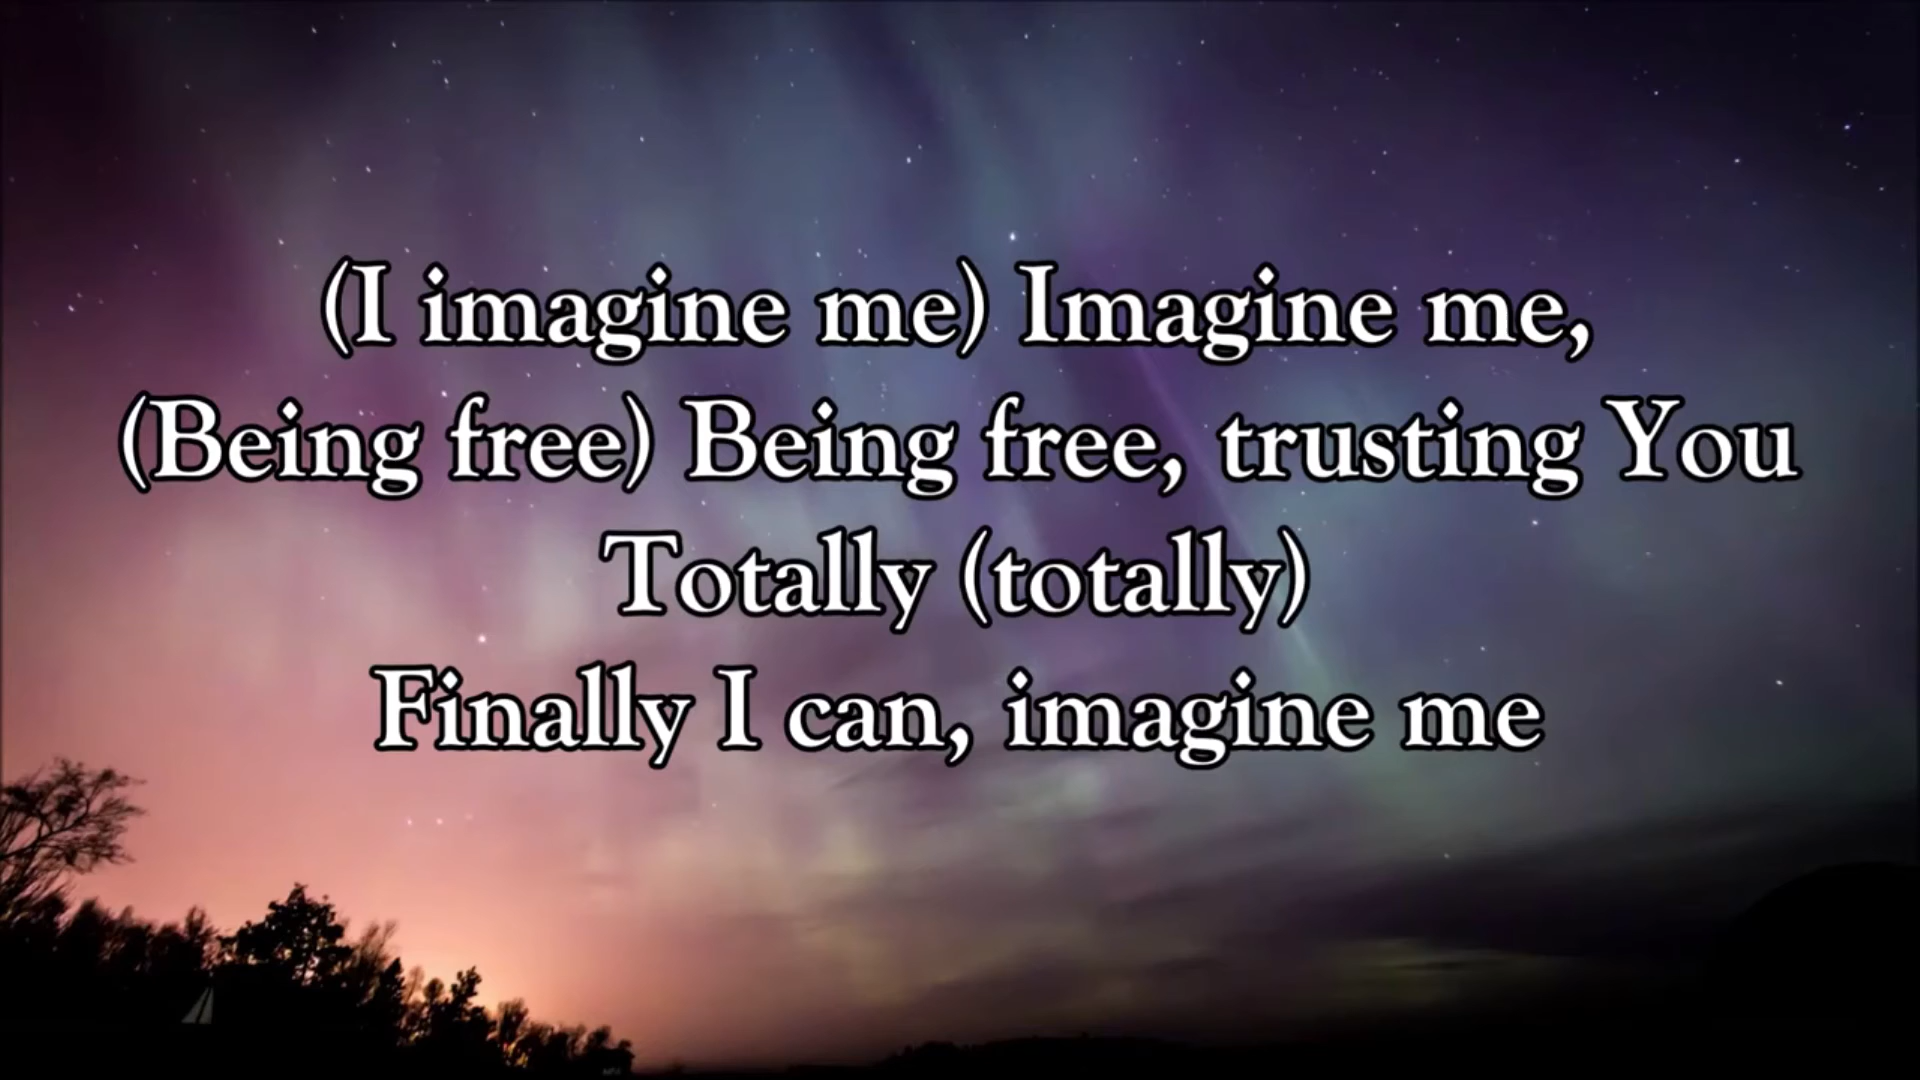 (I imagine me) Imagine me,
(Being free) Being free, trusting You
Totally (totally)
Finally I can, imagine me